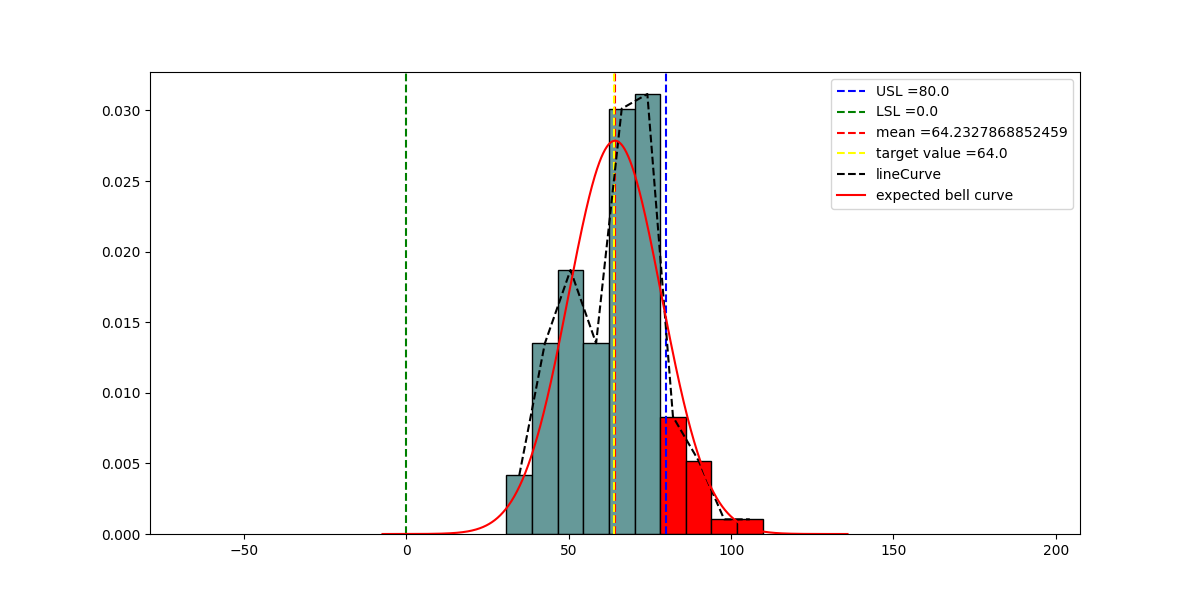 USL =80.0
LSL =0.0
mean =64.2327868852459
target value =64.0
lineCurve
expected bell curve
0.030
0.025
0.020
0.015
0.010
0.005
0.000
−50
0
50
100
150
200